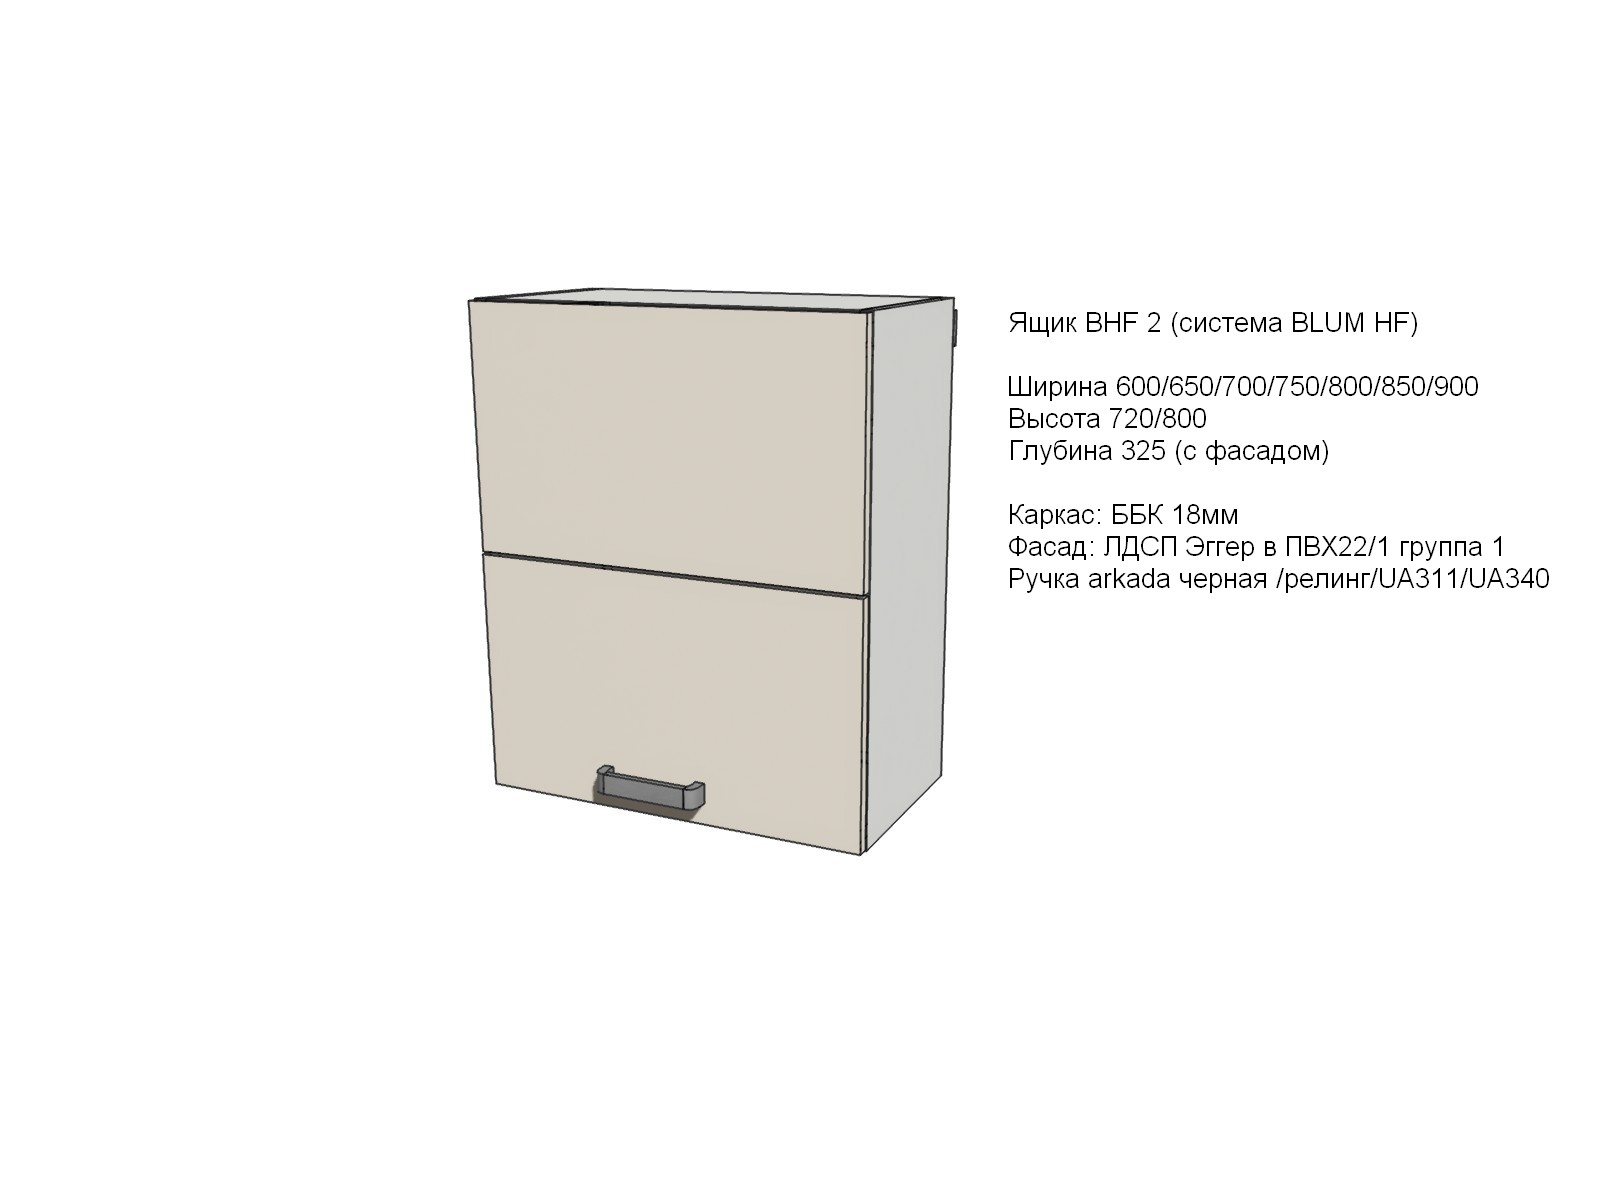 Ящик BHF 2 (система BLUM HF)
Ширина 600/650/700/750/800/850/900
Высота 720/800
Глубина 325 (с фасадом)
Каркас: ББК 18мм
Фасад: ЛДСП Эггер в ПВХ22/1 группа 1
Ручка arkada черная /релинг/UA311/UA340